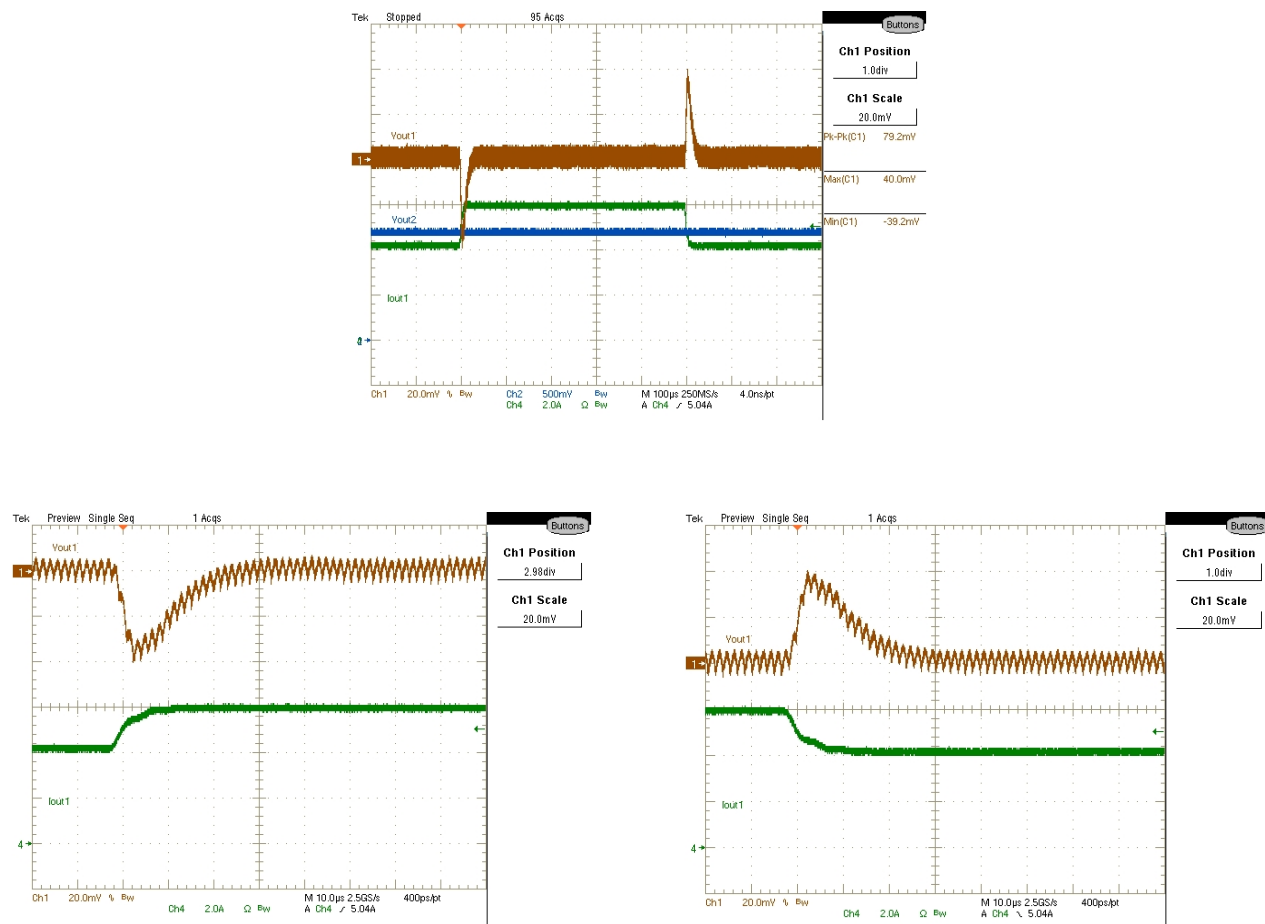 Tek Stopped 95 Acqs
Buttons
Ch1 Position
1.0div
Ch1 Scale
20.0mV
Vout1
1
Pk-Pk(C1) 79.2mV
Max(C1) 40.0mV
Vout2
Min(C1) -39.2mV
Iout1
Ch1 20.0mV Bw Ch2 500mV Bw M 100µs 250MS/s 4.0ns/pt
Ch4 2.0A Ω Bw A Ch4 5.04A
Tek Preview Single Seq 1 Acqs
Buttons
Vout1
Ch1 Position
2.98div
1
Ch1 Scale
20.0mV
Iout1
4
Ch1 20.0mV Bw M 10.0µs 2.5GS/s 400ps/pt
Ch4 2.0A Ω Bw A Ch4 5.04A
Tek Preview Single Seq 1 Acqs
Buttons
Ch1 Position
1.0div
Ch1 Scale
20.0mV
Vout1
1
Iout1
4
Ch1 20.0mV Bw M 10.0µs 2.5GS/s 400ps/pt
Ch4 2.0A Ω Bw A Ch4 5.04A